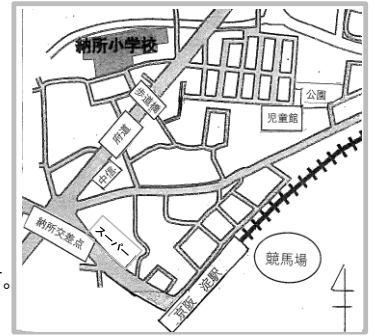 納所小学校
歩道橋
公園
児童館
府道
中信
納所交差点
スーパー
競馬場
京阪 淀駅
。